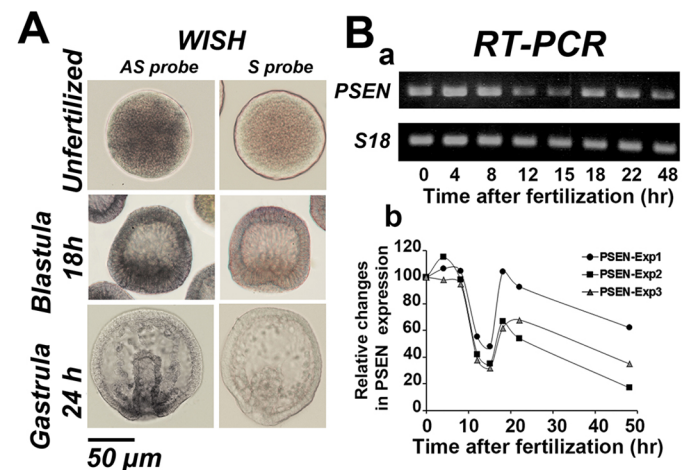 A
WISH
AS probe
S probe
Unfertilized
Blastula
18h
Gastrula
24 h
50 µm
B
a
RT-PCR
PSEN
S18
0 4 8 12 15 18 22 48
Time after fertilization (hr)
b
Relative changes
in PSEN expression
120
100
80
60
40
20
0
PSEN-Exp1
PSEN-Exp2
PSEN-Exp3
0 10 20 30 40 50
Time after fertilization (hr)